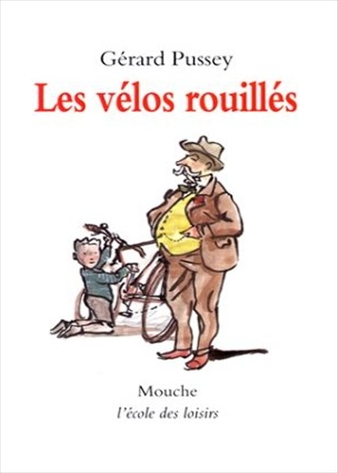 Gérard Pussey
Les vélos rouillés
Mouche
l'école des loisirs